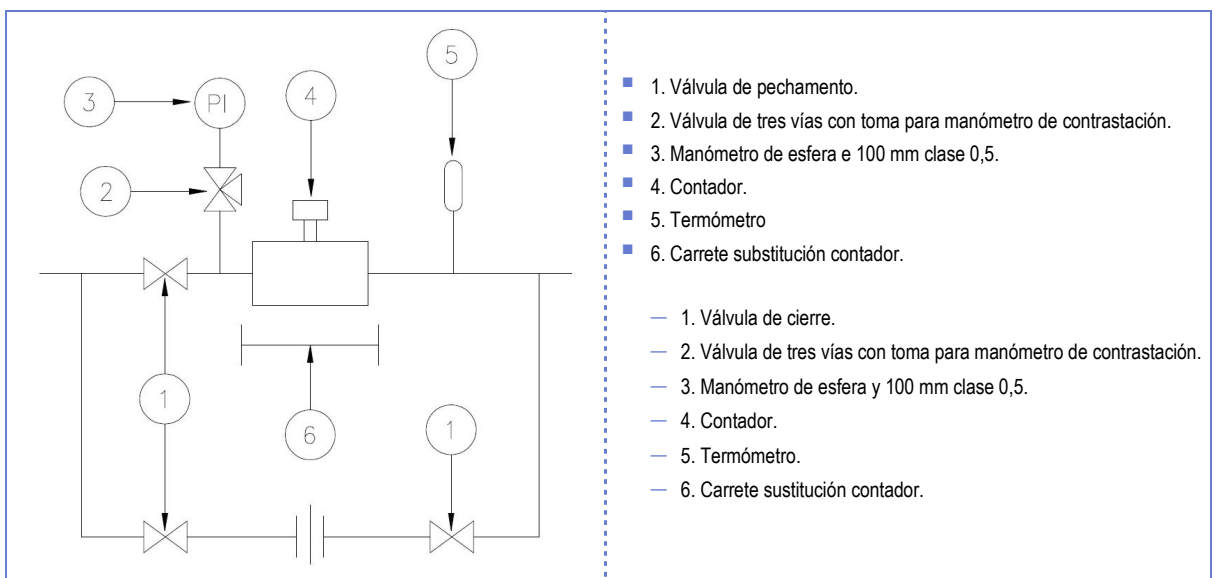 5
3
PI
4
2
1
6
1
1. Válvula de pechamento.
2. Válvula de tres vías con toma para manómetro de contrastación.
3. Manómetro de esfera e 100 mm clase 0,5.
4. Contador.
5. Termómetro
6. Carrete substitución contador.
— 1. Válvula de cierre.
— 2. Válvula de tres vías con toma para manómetro de contrastación.
— 3. Manómetro de esfera y 100 mm clase 0,5.
— 4. Contador.
— 5. Termómetro.
— 6. Carrete sustitución contador.